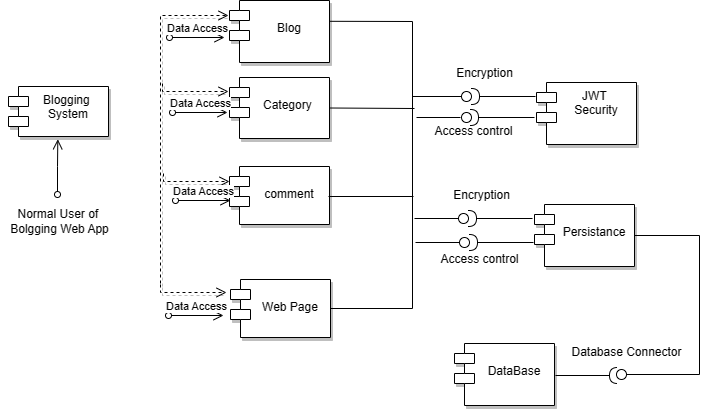 Blog
Data Access
Encryption
Blogging
System
Data Access
Category
JWT
Security
Access control
Data Access
comment
Encryption
Normal User of
Bolgging Web App
Persistance
Access control
Data Access
Web Page
Database Connector
DataBase